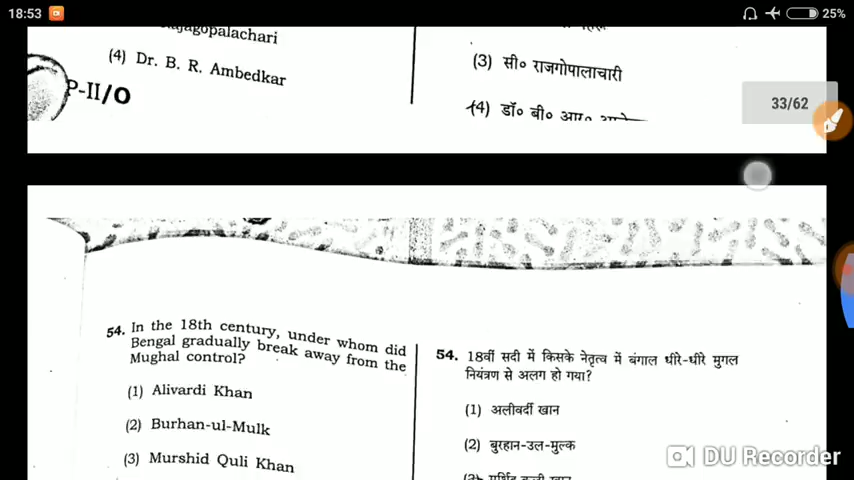 18:53
25%
ajagopalachari
(4) Dr. B. R. Ambedkar
P-II/O
(3) सी० राजगोपालाचारी
(4) डॉ० बी० आर०
33/62
54. In the 18th century, under whom did
Bengal gradually break away from the
Mughal control?
(1) Alivardi Khan
(2) Burhan-ul-Mulk
(3) Murshid Quli Khan
54. 18वीं सदी में किसके नेतृत्व में बंगाल धीरे-धीरे मुगल
नियंत्रण से अलग हो गया?
(1) अलीवर्दी खान
(2) बुरहान-उल-मुल्क
DU Recorder